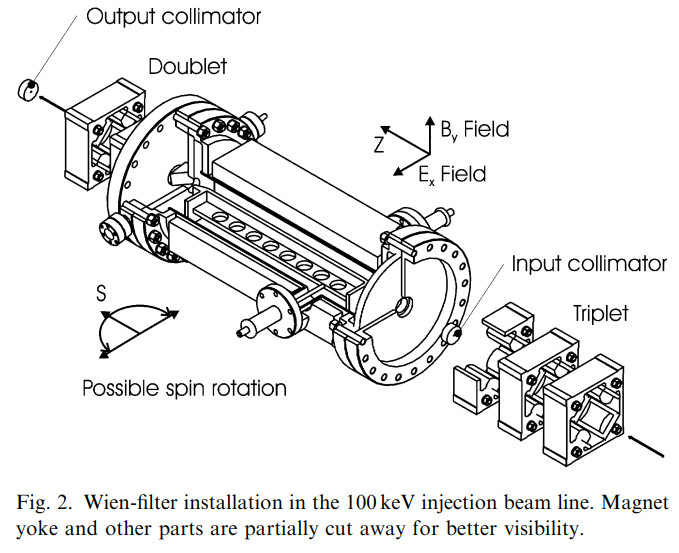 Output collimator
Doublet
Z
B_y Field
E_x Field
Input collimator
Triplet
S
Possible spin rotation
Fig. 2. Wien-filter installation in the 100 keV injection beam line. Magnet
yoke and other parts are partially cut away for better visibility.